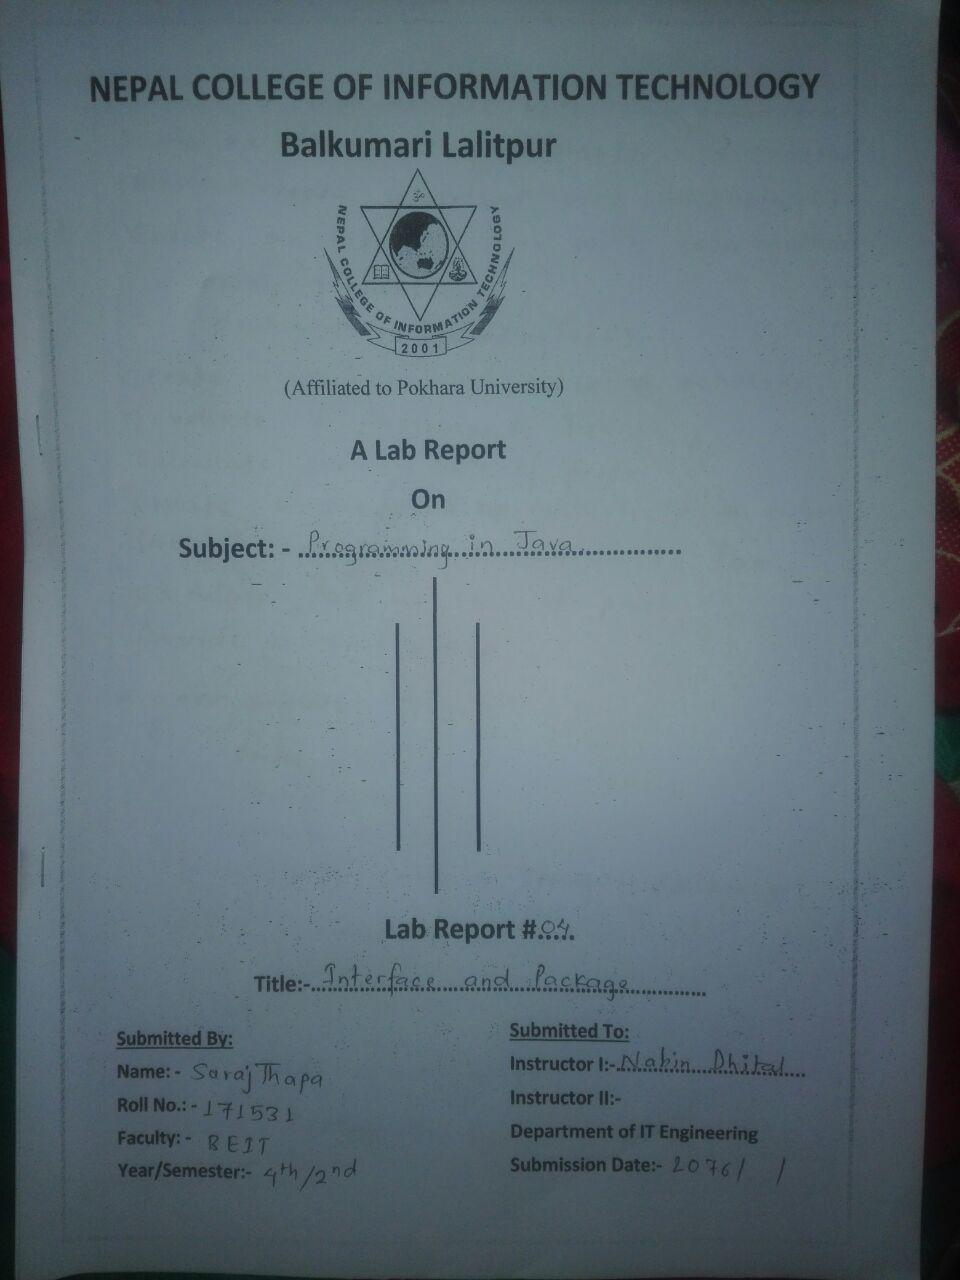 NEPAL COLLEGE OF INFORMATION TECHNOLOGY
Balkumari Lalitpur
ॐ
NEPAL COLLEGE OF INFORMATION TECHNOLOGY
2001
(Affiliated to Pokhara University)
A Lab Report
On
Subject: - Programming in Java
Lab Report # 04
Title:- Interface and Package
Submitted By:
Name: - Saraj Thapa
Roll No.: - 171531
Faculty: - BEIT
Year/Semester:- 4th/2nd
Submitted To:
Instructor I:- Nabin Dhital
Instructor II:-
Department of IT Engineering
Submission Date:- 2076/ /